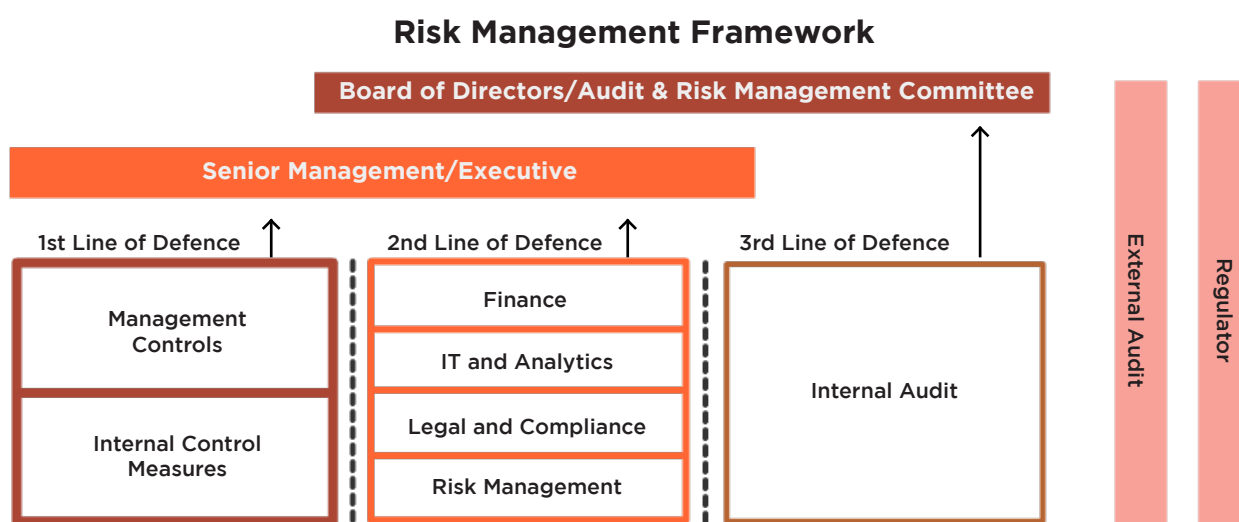 Risk Management Framework
Board of Directors/Audit & Risk Management Committee
Senior Management/Executive
1st Line of Defence
Management
Controls
Internal Control
Measures
2nd Line of Defence
Finance
IT and Analytics
Legal and Compliance
Risk Management
3rd Line of Defence
Internal Audit
External Audit
Regulator